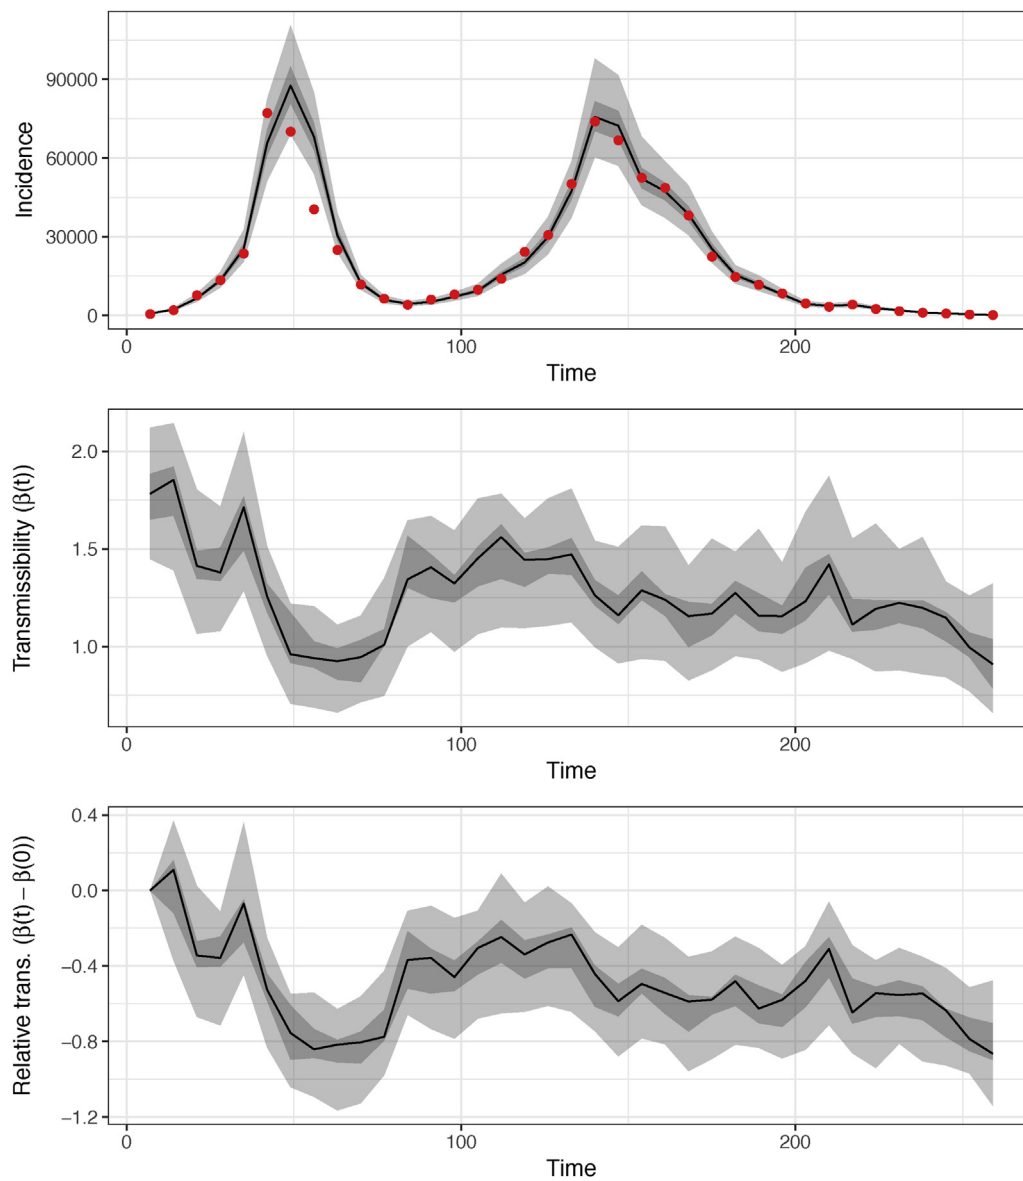 Incidence
90000
60000
30000
0
0 100 200
Time
Transmissibility (β(t))
2.0
1.5
1.0
0 100 200
Time
Relative trans. (β(t) − β(0))
0.4
0.0
−0.4
−0.8
−1.2
0 100 200
Time